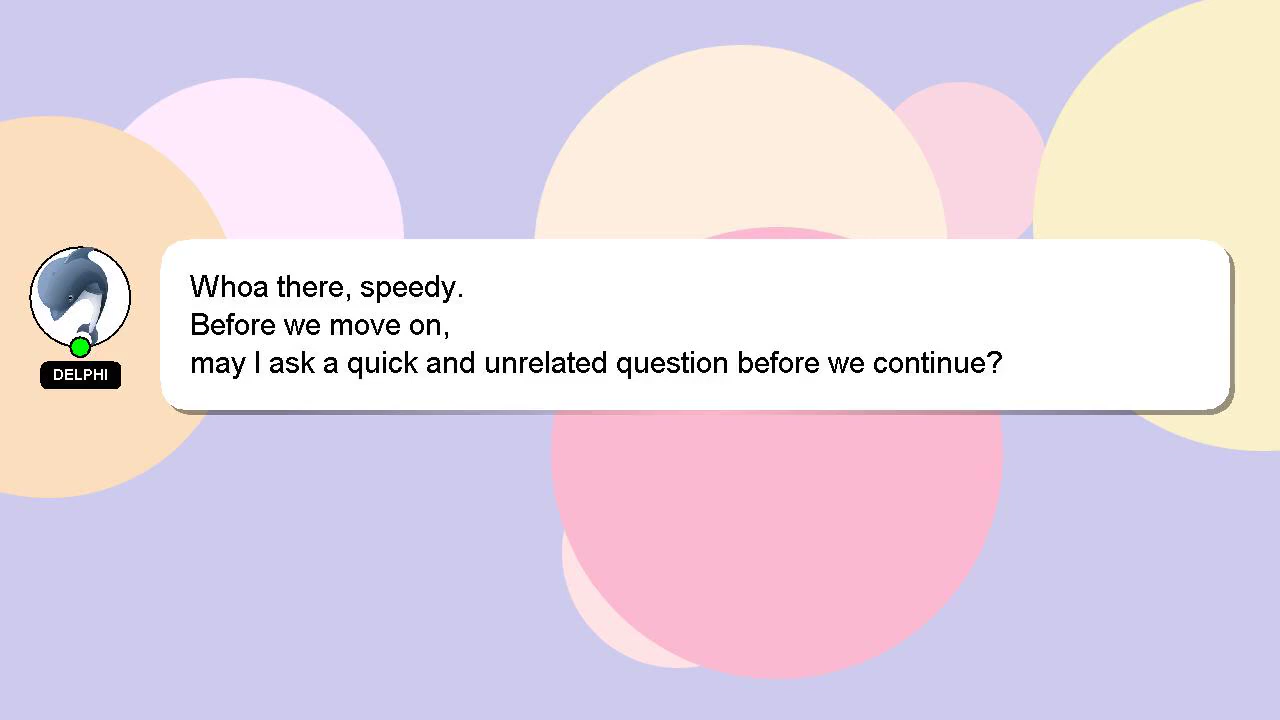 Whoa there, speedy.
Before we move on,
may I ask a quick and unrelated question before we continue?
DELPHI